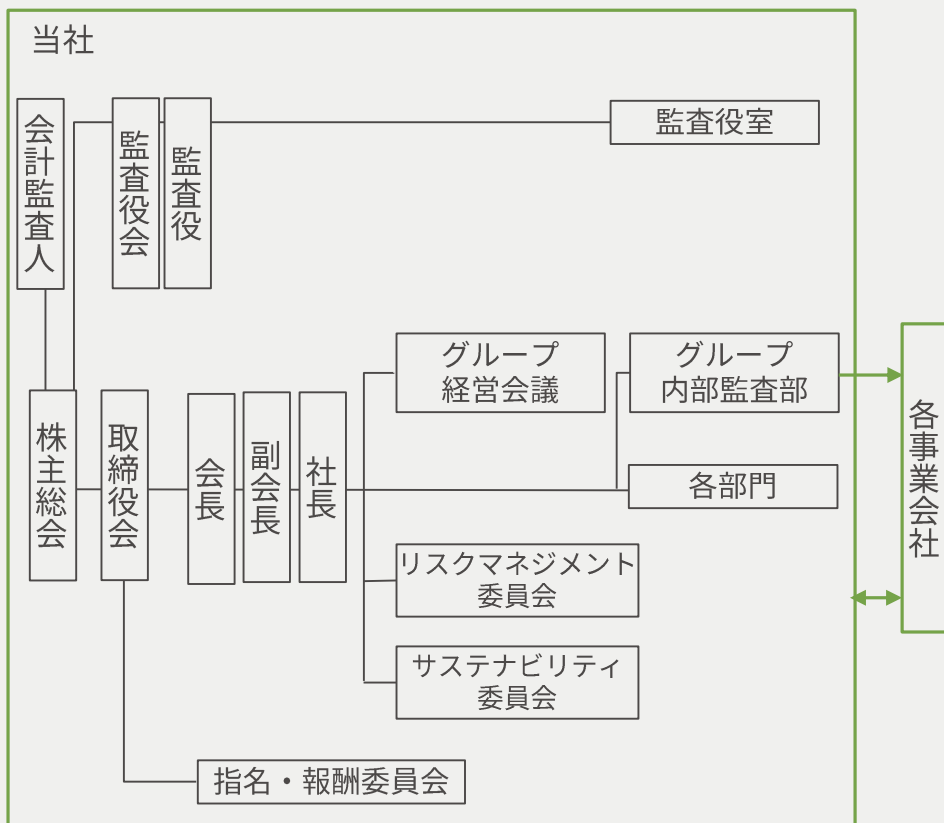 当社
会計監査人
監査役会
監査役
監査役室
グループ
経営会議
グループ
内部監査部
株主総会
取締役会
会長
副会長
社長
各部門
各事業会社
リスクマネジメント
委員会
サステナビリティ
委員会
指名・報酬委員会